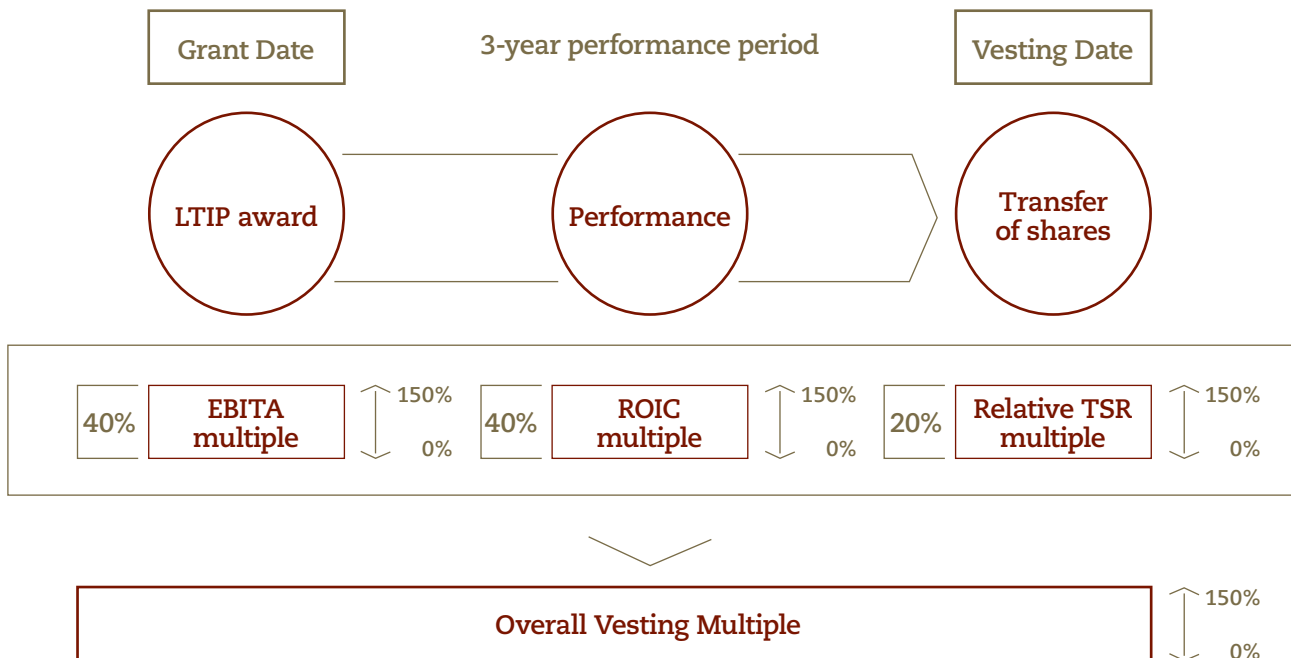 Grant Date
3-year performance period
Vesting Date
LTIP award
Performance
Transfer
of shares
40%
EBITA
multiple
150%
0%
40%
ROIC
multiple
150%
0%
20%
Relative TSR
multiple
150%
0%
Overall Vesting Multiple
150%
0%